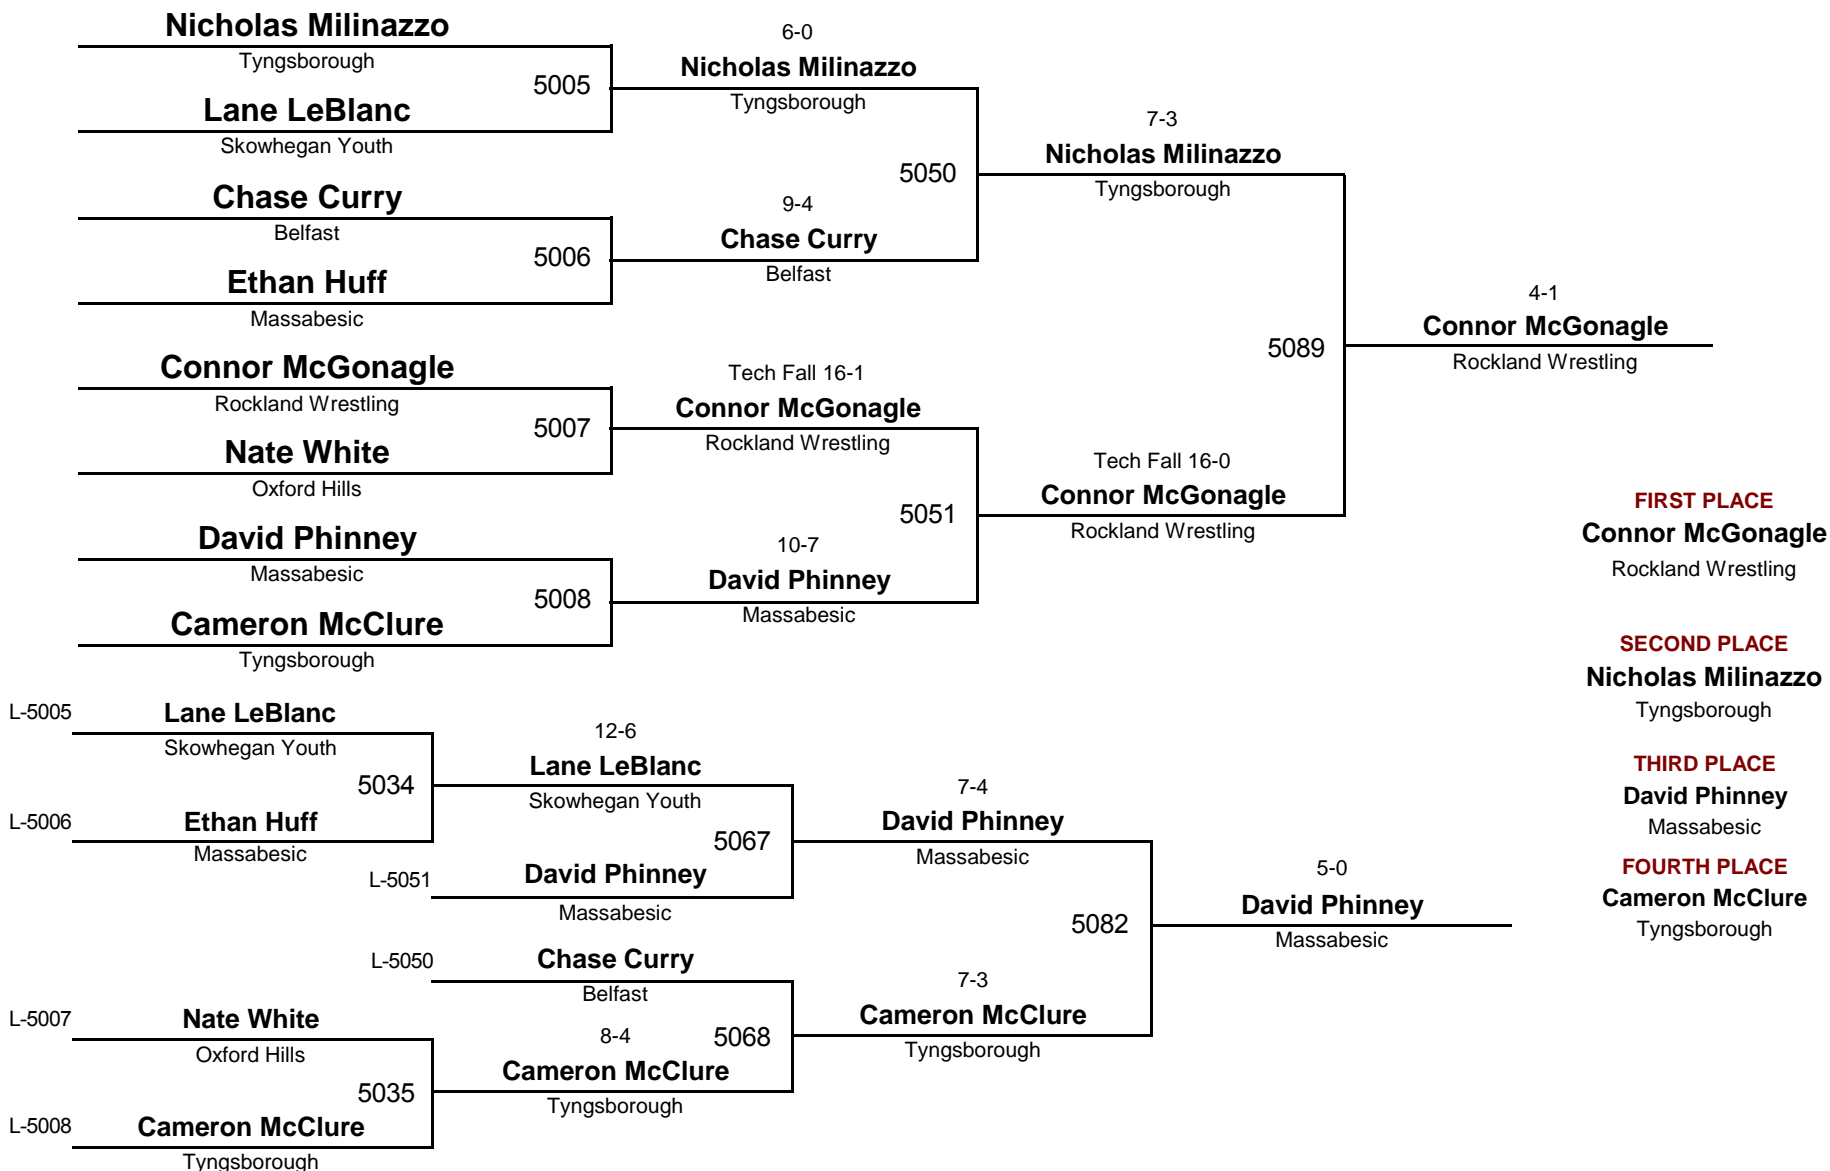 Nicholas Milinazzo
Tyngsborough
5005
Lane LeBlanc
Skowhegan Youth
Chase Curry
Belfast
5006
Ethan Huff
Massabesic
Connor McGonagle
Rockland Wrestling
5007
Nate White
Oxford Hills
David Phinney
Massabesic
5008
Cameron McClure
Tyngsborough
6-0
Nicholas Milinazzo
Tyngsborough
5050
9-4
Chase Curry
Belfast
Tech Fall 16-1
Connor McGonagle
Rockland Wrestling
5051
10-7
David Phinney
Massabesic
7-3
Nicholas Milinazzo
Tyngsborough
5089
Tech Fall 16-0
Connor McGonagle
Rockland Wrestling
4-1
Connor McGonagle
Rockland Wrestling
FIRST PLACE
Connor McGonagle
Rockland Wrestling
SECOND PLACE
Nicholas Milinazzo
Tyngsborough
THIRD PLACE
David Phinney
Massabesic
FOURTH PLACE
Cameron McClure
Tyngsborough
L-5005
Lane LeBlanc
Skowhegan Youth
5034
L-5006
Ethan Huff
Massabesic
12-6
Lane LeBlanc
Skowhegan Youth
5067
L-5051
David Phinney
Massabesic
L-5050
Chase Curry
Belfast
5068
L-5007
Nate White
Oxford Hills
5035
L-5008
Cameron McClure
Tyngsborough
8-4
Cameron McClure
Tyngsborough
7-4
David Phinney
Massabesic
5082
7-3
Cameron McClure
Tyngsborough
5-0
David Phinney
Massabesic